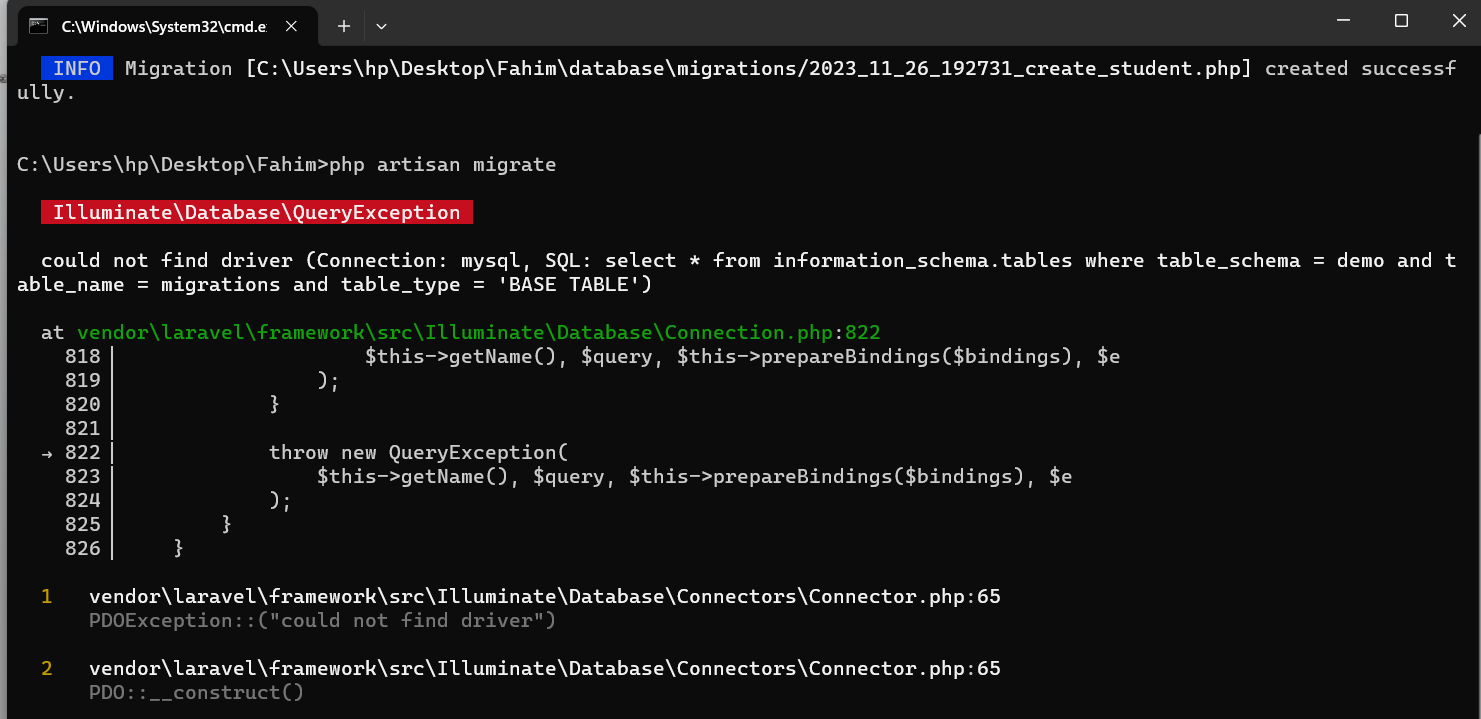 C:\Windows\System32\cmd.e
INFO Migration [C:\Users\hp\Desktop\Fahim\database\migrations/2023_11_26_192731_create_student.php] created successf
ully.
C:\Users\hp\Desktop\Fahim>php artisan migrate
Illuminate\Database\QueryException
could not find driver (Connection: mysql, SQL: select * from information_schema.tables where table_schema = demo and t
able_name = migrations and table_type = 'BASE TABLE')
at vendor\laravel\framework\src\Illuminate\Database\Connection.php:822
818 $this->getName(), $query, $this->prepareBindings($bindings), $e
819 );
820 }
821
→ 822 throw new QueryException(
823 $this->getName(), $query, $this->prepareBindings($bindings), $e
824 );
825 }
826 }
1 vendor\laravel\framework\src\Illuminate\Database\Connectors\Connector.php:65
PDOException::("could not find driver")
2 vendor\laravel\framework\src\Illuminate\Database\Connectors\Connector.php:65
PDO::__construct()